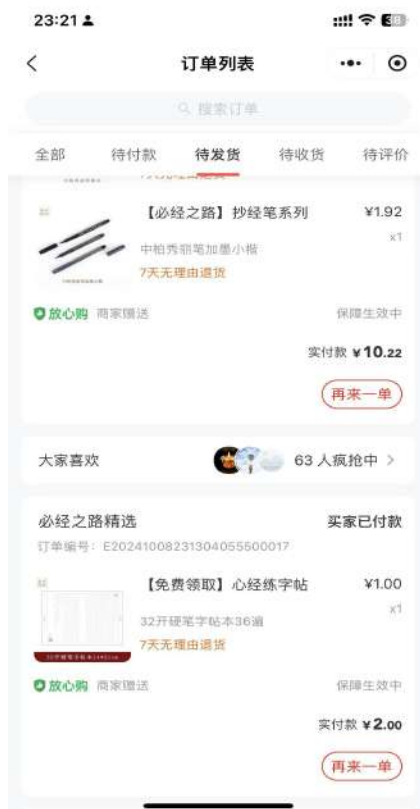 23:21
38
订单列表
搜索订单
全部 待付款 待发货 待收货 待评价
【必经之路】抄经笔系列 ¥1.92
中柏秀丽笔加墨小楷 x1
7天无理由退货
放心购 商家赠送 保障生效中
实付款 ¥10.22
再来一单
大家喜欢 63人疯抢中 >
必经之路精选 买家已付款
订单编号: E20241008231304055500017
【免费领取】心经练字帖 ¥1.00
32开硬笔字帖本36遍 x1
7天无理由退货
放心购 商家赠送 保障生效中
实付款 ¥2.00
再来一单